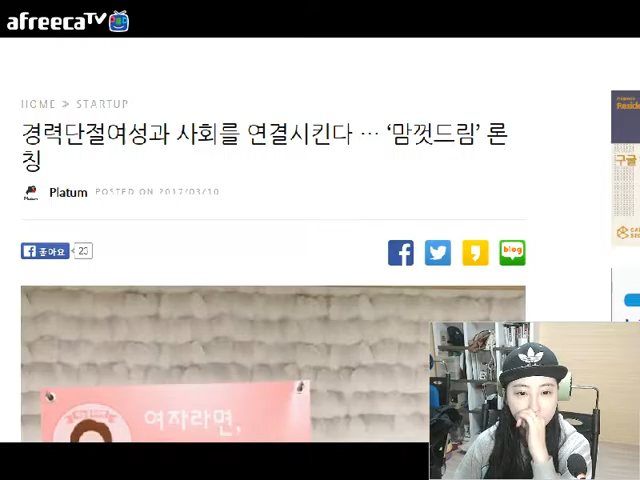 afreecaTV
HOME ≫ STARTUP
경력단절여성과 사회를 연결시킨다 … ‘맘껏드림’ 론
칭
Platum POSTED ON 2017/03/10
좋아요 23
blog
구글
여자라면,